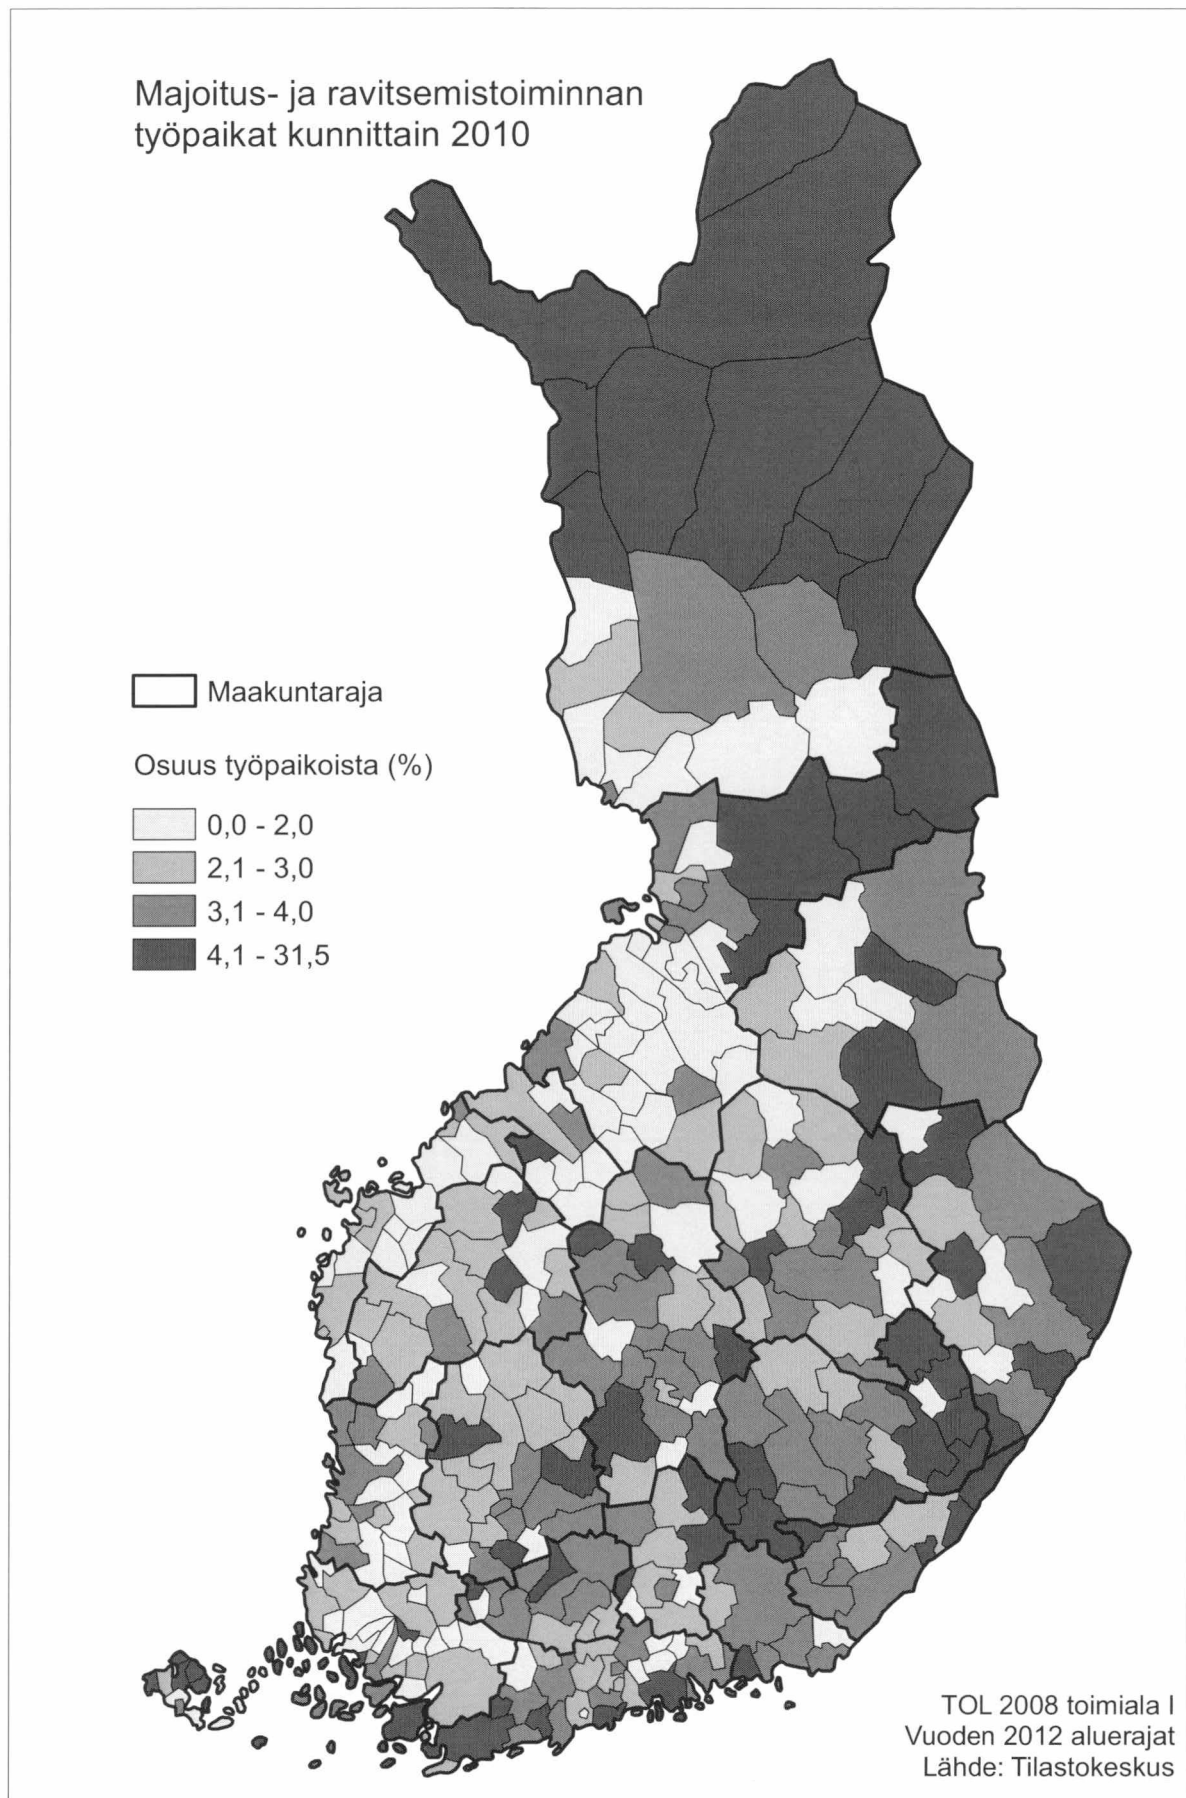 Majoitus- ja ravitsemistoiminnan
työpaikat kunnittain 2010
Maakuntaraja
Osuus työpaikoista (%)
0,0 - 2,0
2,1 - 3,0
3,1 - 4,0
4,1 - 31,5
TOL 2008 toimiala I
Vuoden 2012 aluerajat
Lähde: Tilastokeskus